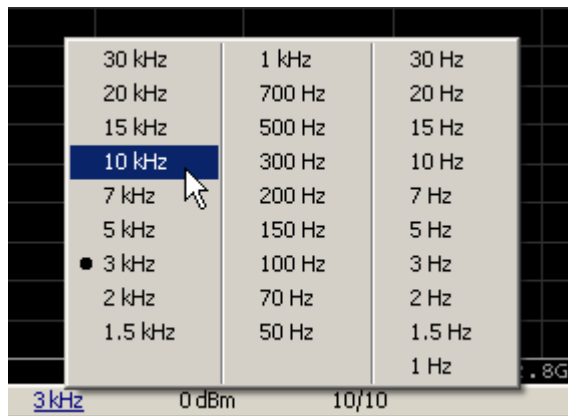 30 kHz 1 kHz 30 Hz
20 kHz 700 Hz 20 Hz
15 kHz 500 Hz 15 Hz
10 kHz 300 Hz 10 Hz
7 kHz 200 Hz 7 Hz
5 kHz 150 Hz 5 Hz
3 kHz 100 Hz 3 Hz
2 kHz 70 Hz 2 Hz
1.5 kHz 50 Hz 1.5 Hz
1 Hz
.8G
3 kHz 0 dBm 10/10